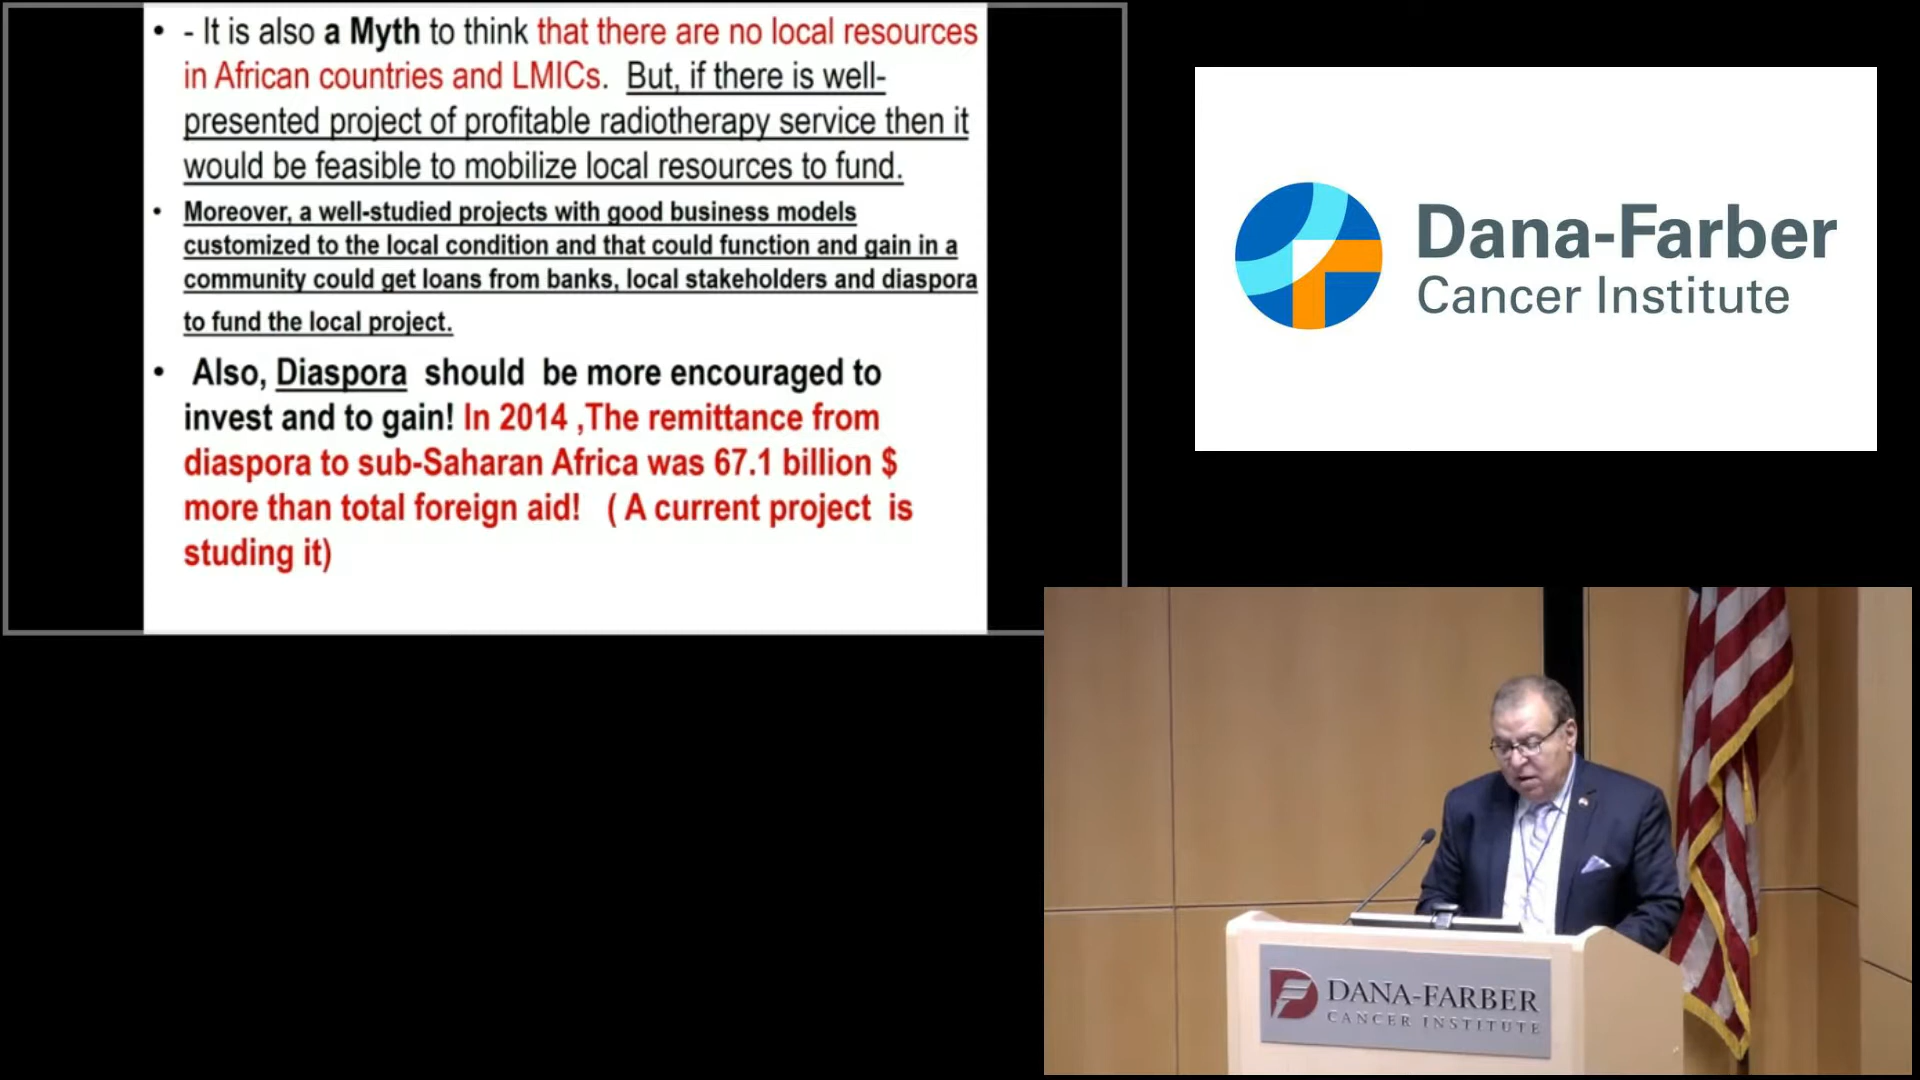 • - It is also a Myth to think that there are no local resources
in African countries and LMICs. But, if there is well-
presented project of profitable radiotherapy service then it
would be feasible to mobilize local resources to fund.
• Moreover, a well-studied projects with good business models
customized to the local condition and that could function and gain in a
community could get loans from banks, local stakeholders and diaspora
to fund the local project.
• Also, Diaspora should be more encouraged to
invest and to gain! In 2014 ,The remittance from
diaspora to sub-Saharan Africa was 67.1 billion $
more than total foreign aid! ( A current project is
studing it)
Dana-Farber
Cancer Institute
DANA-FARBER
CANCER INSTITUTE